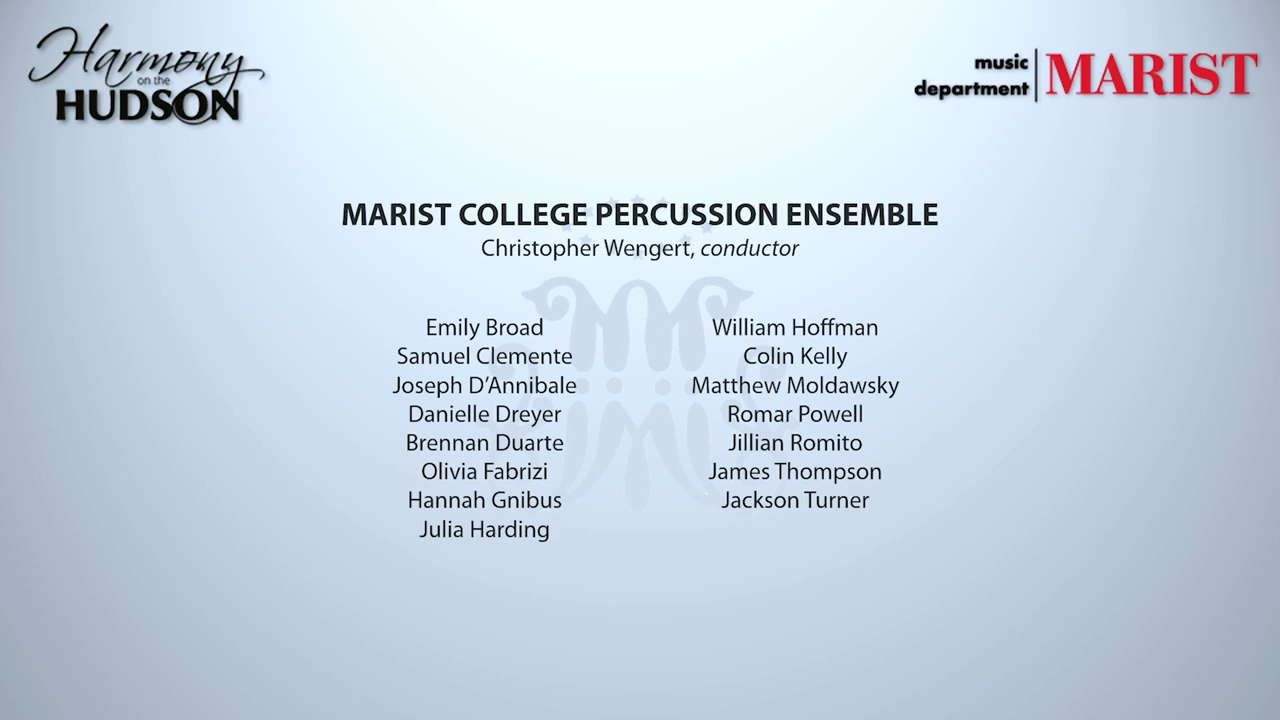 Harmony
on the
HUDSON
music
department
MARIST
MARIST COLLEGE PERCUSSION ENSEMBLE
Christopher Wengert, conductor
Emily Broad
Samuel Clemente
Joseph D’Annibale
Danielle Dreyer
Brennan Duarte
Olivia Fabrizi
Hannah Gnibus
Julia Harding
William Hoffman
Colin Kelly
Matthew Moldawsky
Romar Powell
Jillian Romito
James Thompson
Jackson Turner